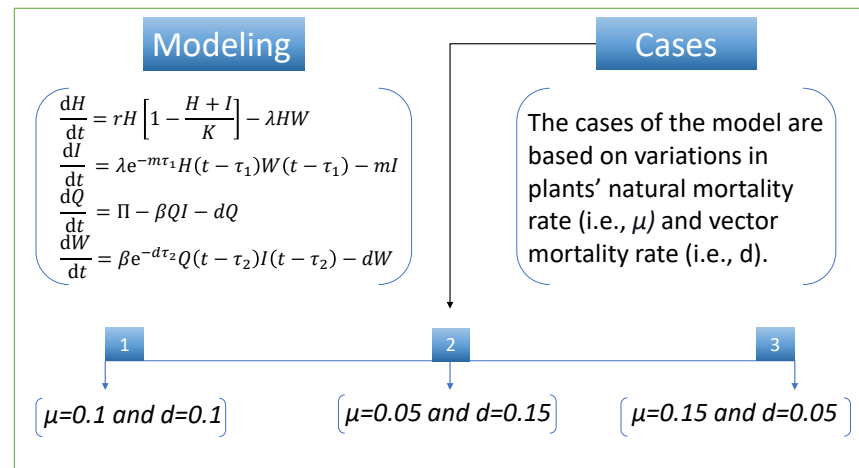 Modeling
dH/dt = rH [1 − (H + I)/K] − λHW
dI/dt = λe^{−mτ₁}H(t − τ₁)W(t − τ₁) − mI
dQ/dt = Π − βQI − dQ
dW/dt = βe^{−dτ₂}Q(t − τ₂)I(t − τ₂) − dW
Cases
The cases of the model are
based on variations in
plants’ natural mortality
rate (i.e., μ) and vector
mortality rate (i.e., d).
1
2
3
μ=0.1 and d=0.1
μ=0.05 and d=0.15
μ=0.15 and d=0.05